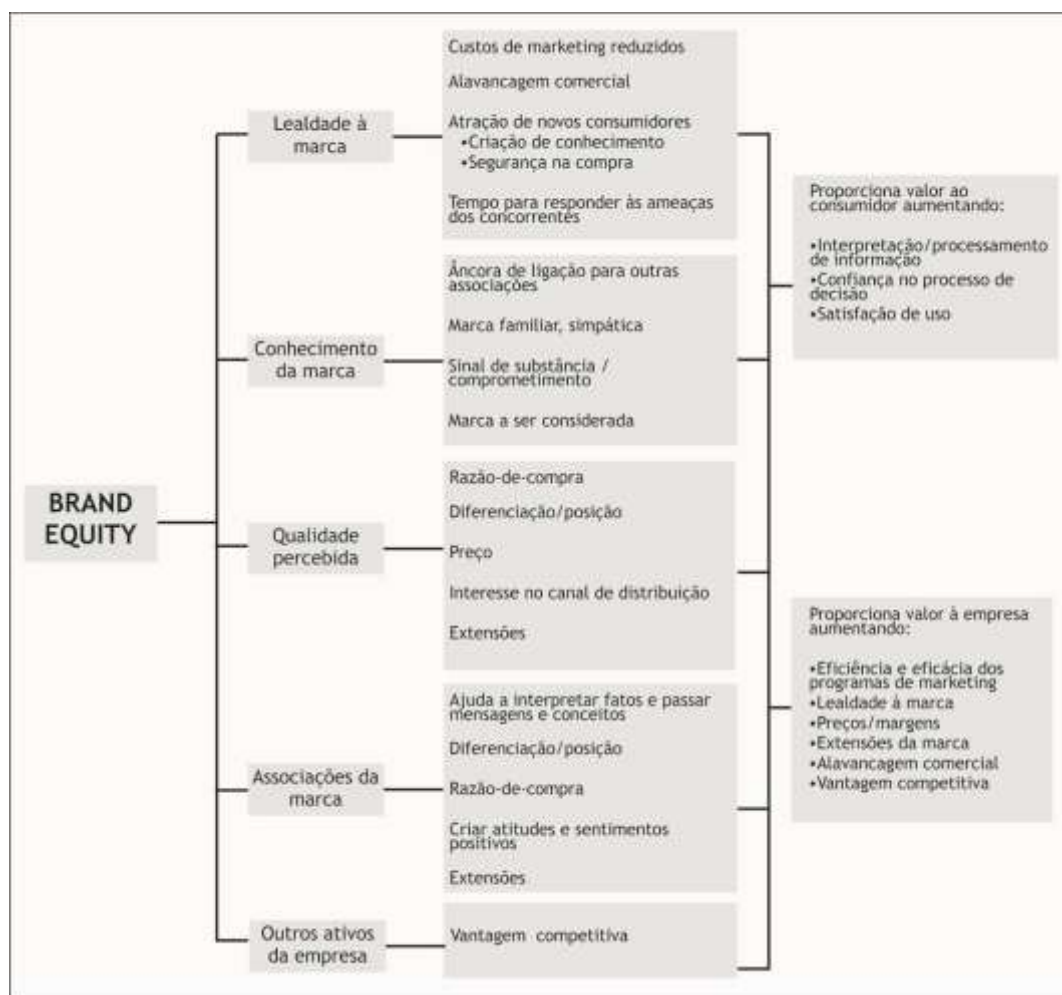 BRAND
EQUITY
Lealdade à
marca
Custos de marketing reduzidos
Alavancagem comercial
Atração de novos consumidores
•Criação de conhecimento
•Segurança na compra
Tempo para responder às ameaças
dos concorrentes
Conhecimento
da marca
Âncora de ligação para outras
associações
Marca familiar, simpática
Sinal de substância /
comprometimento
Marca a ser considerada
Qualidade
percebida
Razão-de-compra
Diferenciação/posição
Preço
Interesse no canal de distribuição
Extensões
Associações da
marca
Ajuda a interpretar fatos e passar
mensagens e conceitos
Diferenciação/posição
Razão-de-compra
Criar atitudes e sentimentos
positivos
Extensões
Outros ativos
da empresa
Vantagem competitiva
Proporciona valor ao
consumidor aumentando:
•Interpretação/processamento
de informação
•Confiança no processo de
decisão
•Satisfação de uso
Proporciona valor à empresa
aumentando:
•Eficiência e eficácia dos
programas de marketing
•Lealdade à marca
•Preços/margens
•Extensões da marca
•Alavancagem comercial
•Vantagem competitiva